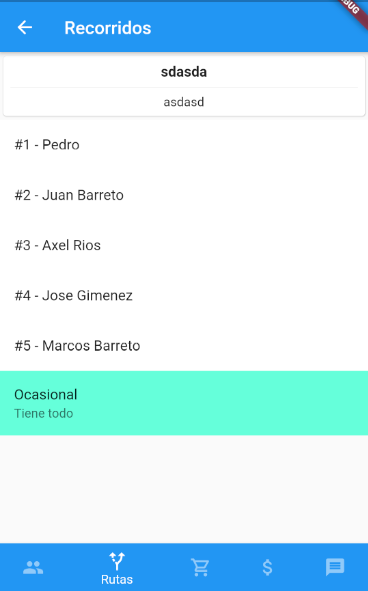 Recorridos
sdasda
asdasd
#1 - Pedro
#2 - Juan Barreto
#3 - Axel Rios
#4 - Jose Gimenez
#5 - Marcos Barreto
Ocasional
Tiene todo
Rutas